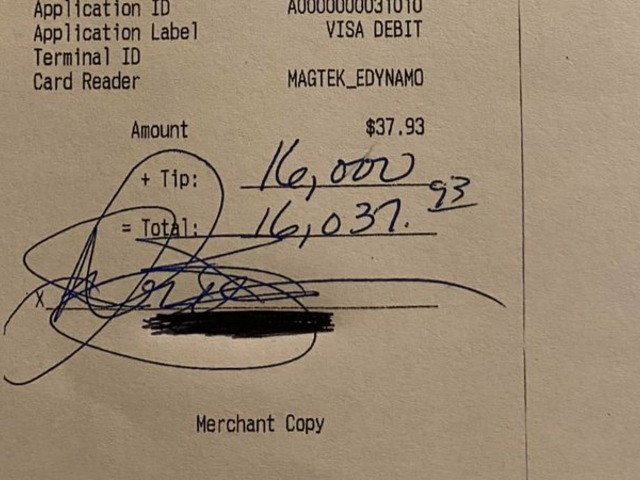 Application ID A0000000031010
Application Label VISA DEBIT
Terminal ID
Card Reader MAGTEK_EDYNAMO
Amount $37.93
+ Tip: 16,000
= Total: 16,037.93
X
Merchant Copy